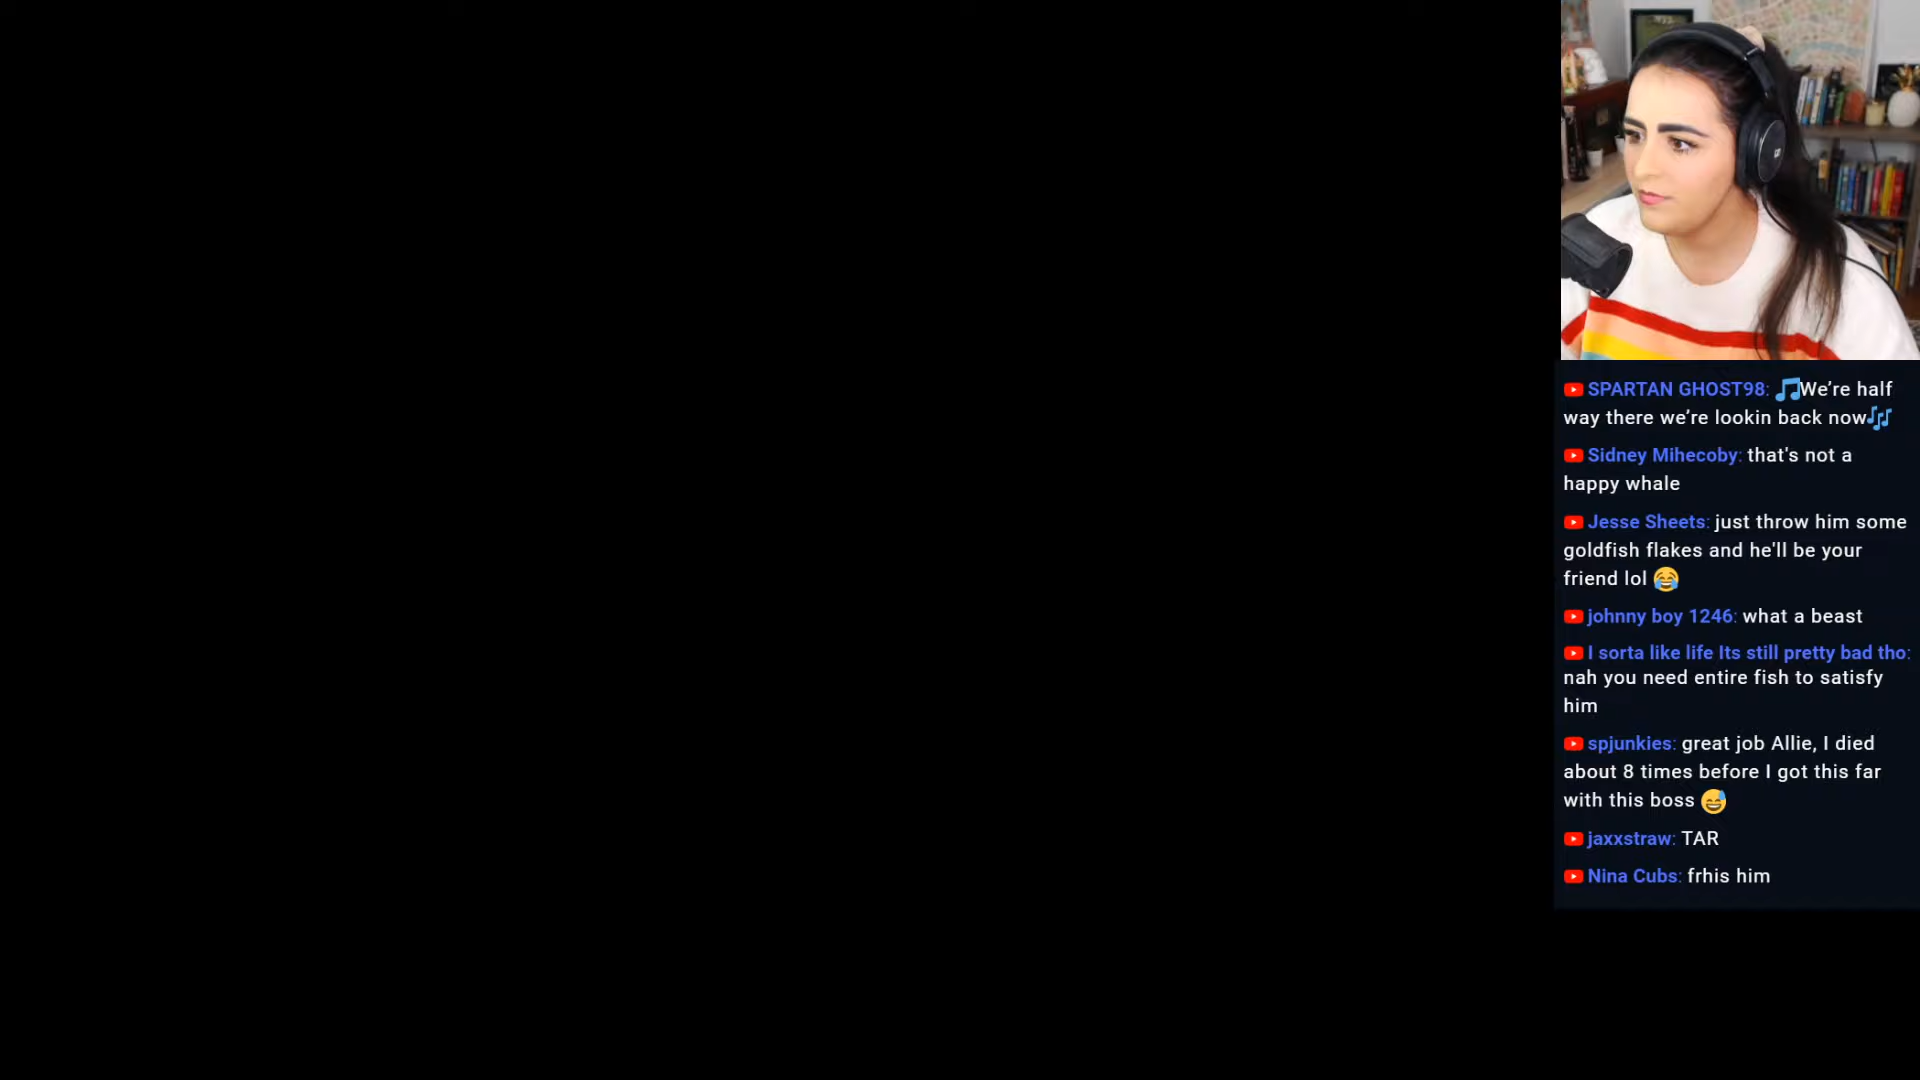 SPARTAN GHOST98: 🎵We’re half
way there we’re lookin back now🎶
Sidney Mihecoby: that's not a
happy whale
Jesse Sheets: just throw him some
goldfish flakes and he'll be your
friend lol 😂
johnny boy 1246: what a beast
I sorta like life Its still pretty bad tho:
nah you need entire fish to satisfy
him
spjunkies: great job Allie, I died
about 8 times before I got this far
with this boss 😅
jaxxstraw: TAR
Nina Cubs: frhis him